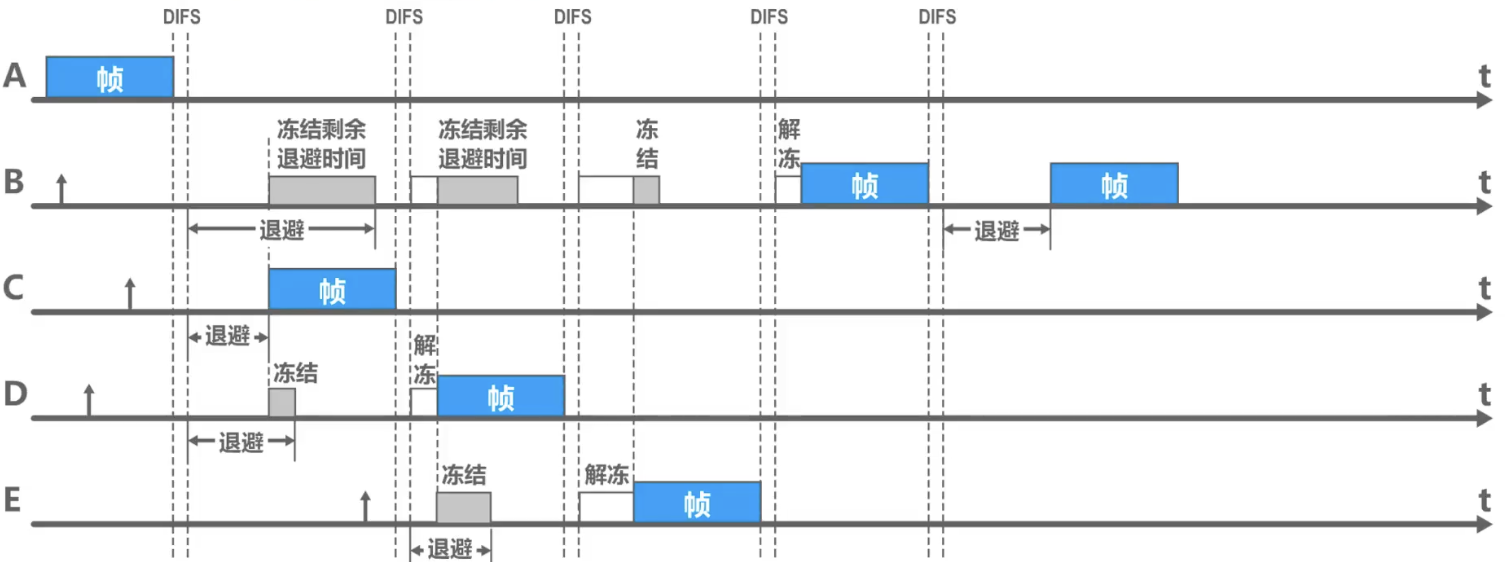 DIFS DIFS DIFS DIFS DIFS
A 帧 t
冻结剩余 冻结剩余 冻 解
退避时间 退避时间 结 冻
B 帧 帧 t
退避 退避
C 帧 t
退避 解
冻结 冻
D 帧 t
退避
冻结 解冻
E 帧 t
退避